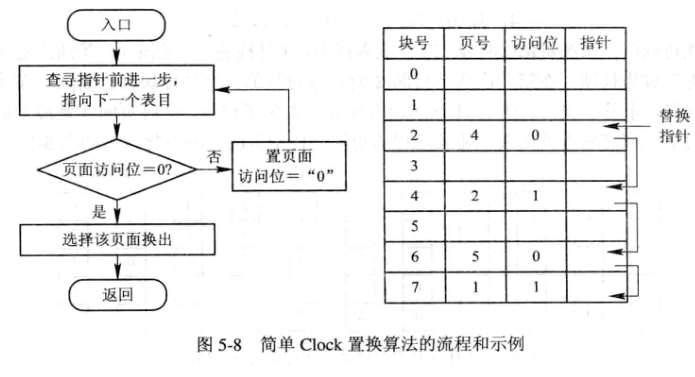 入口
查寻指针前进一步，
指向下一个表目
页面访问位＝0?
否
置页面
访问位＝“0”
是
选择该页面换出
返回
块号 页号 访问位 指针
0
1
2 4 0
3
4 2 1
5
6 5 0
7 1 1
替换
指针
图 5-8 简单 Clock 置换算法的流程和示例